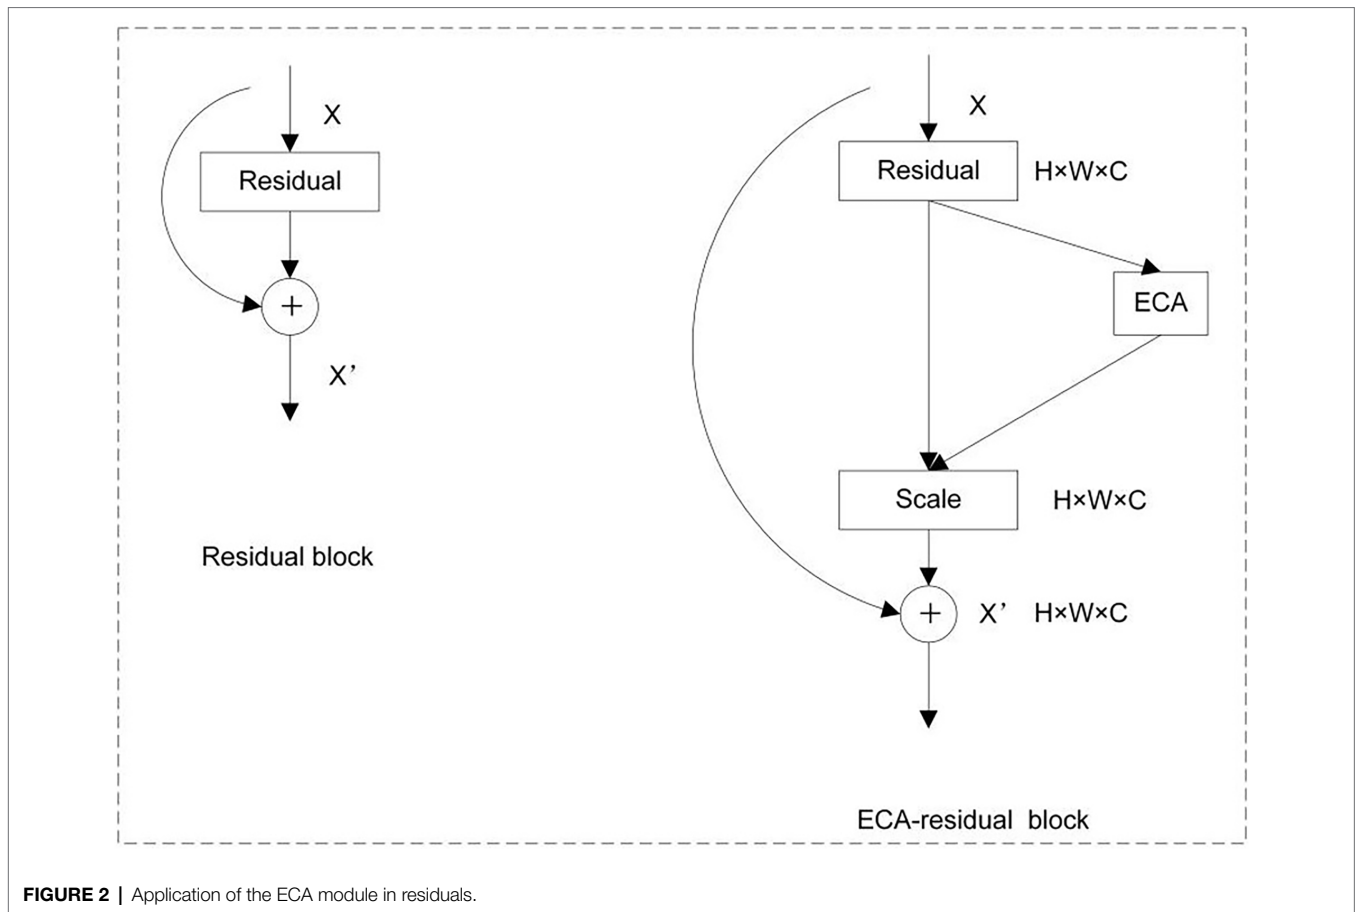 X
Residual
+
X’
Residual block
X
Residual H×W×C
ECA
Scale H×W×C
+ X’ H×W×C
ECA-residual block
FIGURE 2 | Application of the ECA module in residuals.